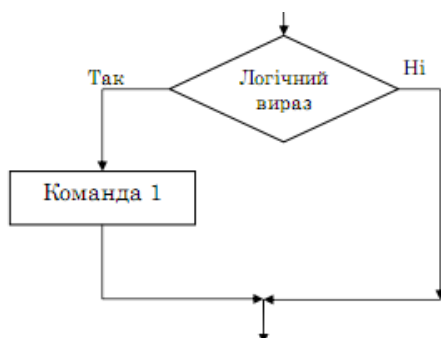 Так
Логічний
вираз
Ні
Команда 1